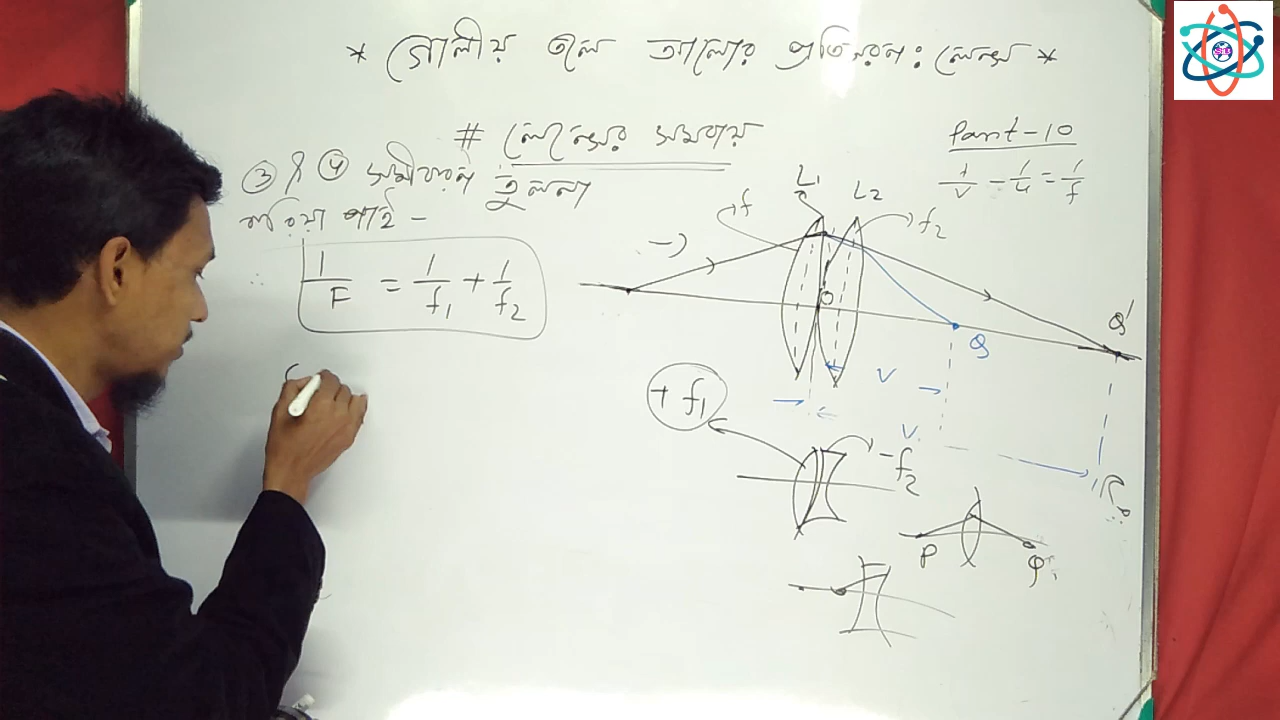 * গোলীয় তলে আলোর প্রতিসরণ : লেন্স *
# লেন্সের সমবায়
Part-10
1/v - 1/u = 1/f
③ ও ④ সমীকরণ তুলনা
করিয়া পাই -
∴ 1/F = 1/f₁ + 1/f₂
L₁
L₂
f
f₂
O
Q
Q'
v
v
+ f₁
- f₂
P